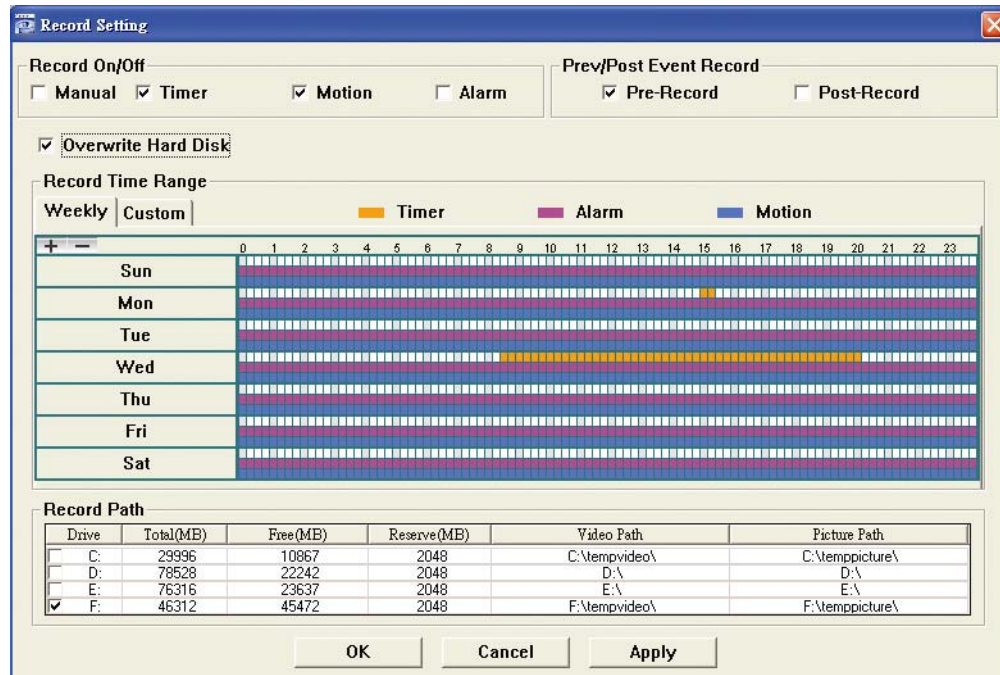 Record Setting
Record On/Off
Prev/Post Event Record
Manual Timer Motion Alarm
Pre-Record Post-Record
Overwrite Hard Disk
Record Time Range
Weekly Custom Timer Alarm Motion
+ − 0 1 2 3 4 5 6 7 8 9 10 11 12 13 14 15 16 17 18 19 20 21 22 23
Sun
Mon
Tue
Wed
Thu
Fri
Sat
Record Path
Drive Total(MB) Free(MB) Reserve(MB) Video Path Picture Path
C: 29996 10867 2048 C:\tempvideo\ C:\temppicture\
D: 78528 22242 2048 D:\ D:\
E: 76316 23637 2048 E:\ E:\
F: 46312 45472 2048 F:\tempvideo\ F:\temppicture\
OK Cancel Apply